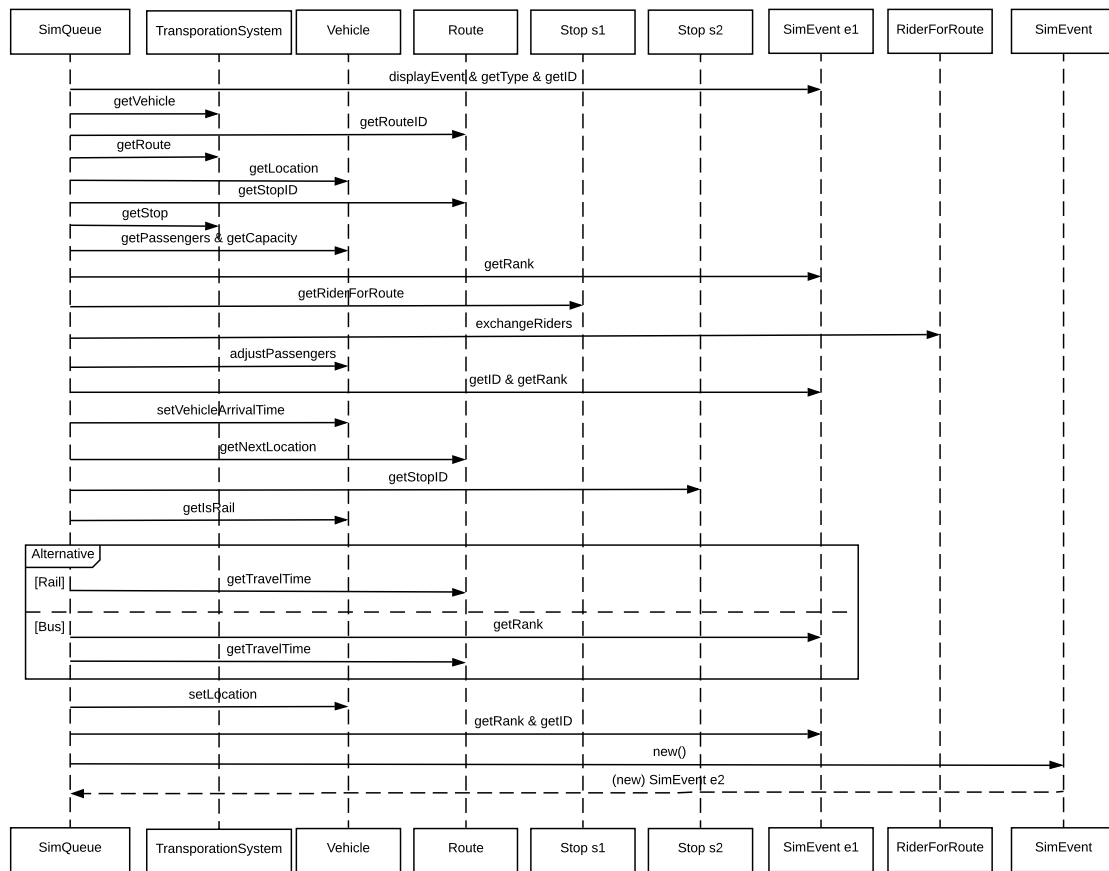 SimQueue
TransporationSystem
Vehicle
Route
Stop s1
Stop s2
SimEvent e1
RiderForRoute
SimEvent
displayEvent & getType & getID
getVehicle
getRouteID
getRoute
getLocation
getStopID
getStop
getPassengers & getCapacity
getRank
getRiderForRoute
exchangeRiders
adjustPassengers
getID & getRank
setVehicleArrivalTime
getNextLocation
getStopID
getIsRail
Alternative
[Rail]
getTravelTime
[Bus]
getRank
getTravelTime
setLocation
getRank & getID
new()
(new) SimEvent e2
SimQueue
TransporationSystem
Vehicle
Route
Stop s1
Stop s2
SimEvent e1
RiderForRoute
SimEvent